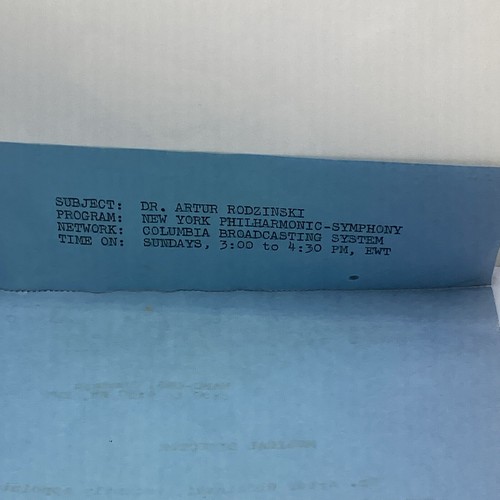 SUBJECT: DR. ARTUR RODZINSKI
PROGRAM: NEW YORK PHILHARMONIC-SYMPHONY
NETWORK: COLUMBIA BROADCASTING SYSTEM
TIME ON: SUNDAYS, 3:00 to 4:30 PM, EWT